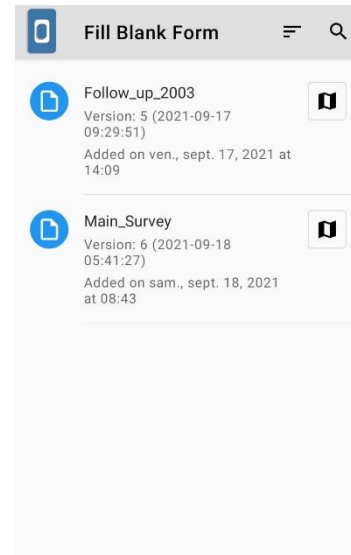 Fill Blank Form
Follow_up_2003
Version: 5 (2021-09-17
09:29:51)
Added on ven., sept. 17, 2021 at
14:09
Main_Survey
Version: 6 (2021-09-18
05:41:27)
Added on sam., sept. 18, 2021
at 08:43